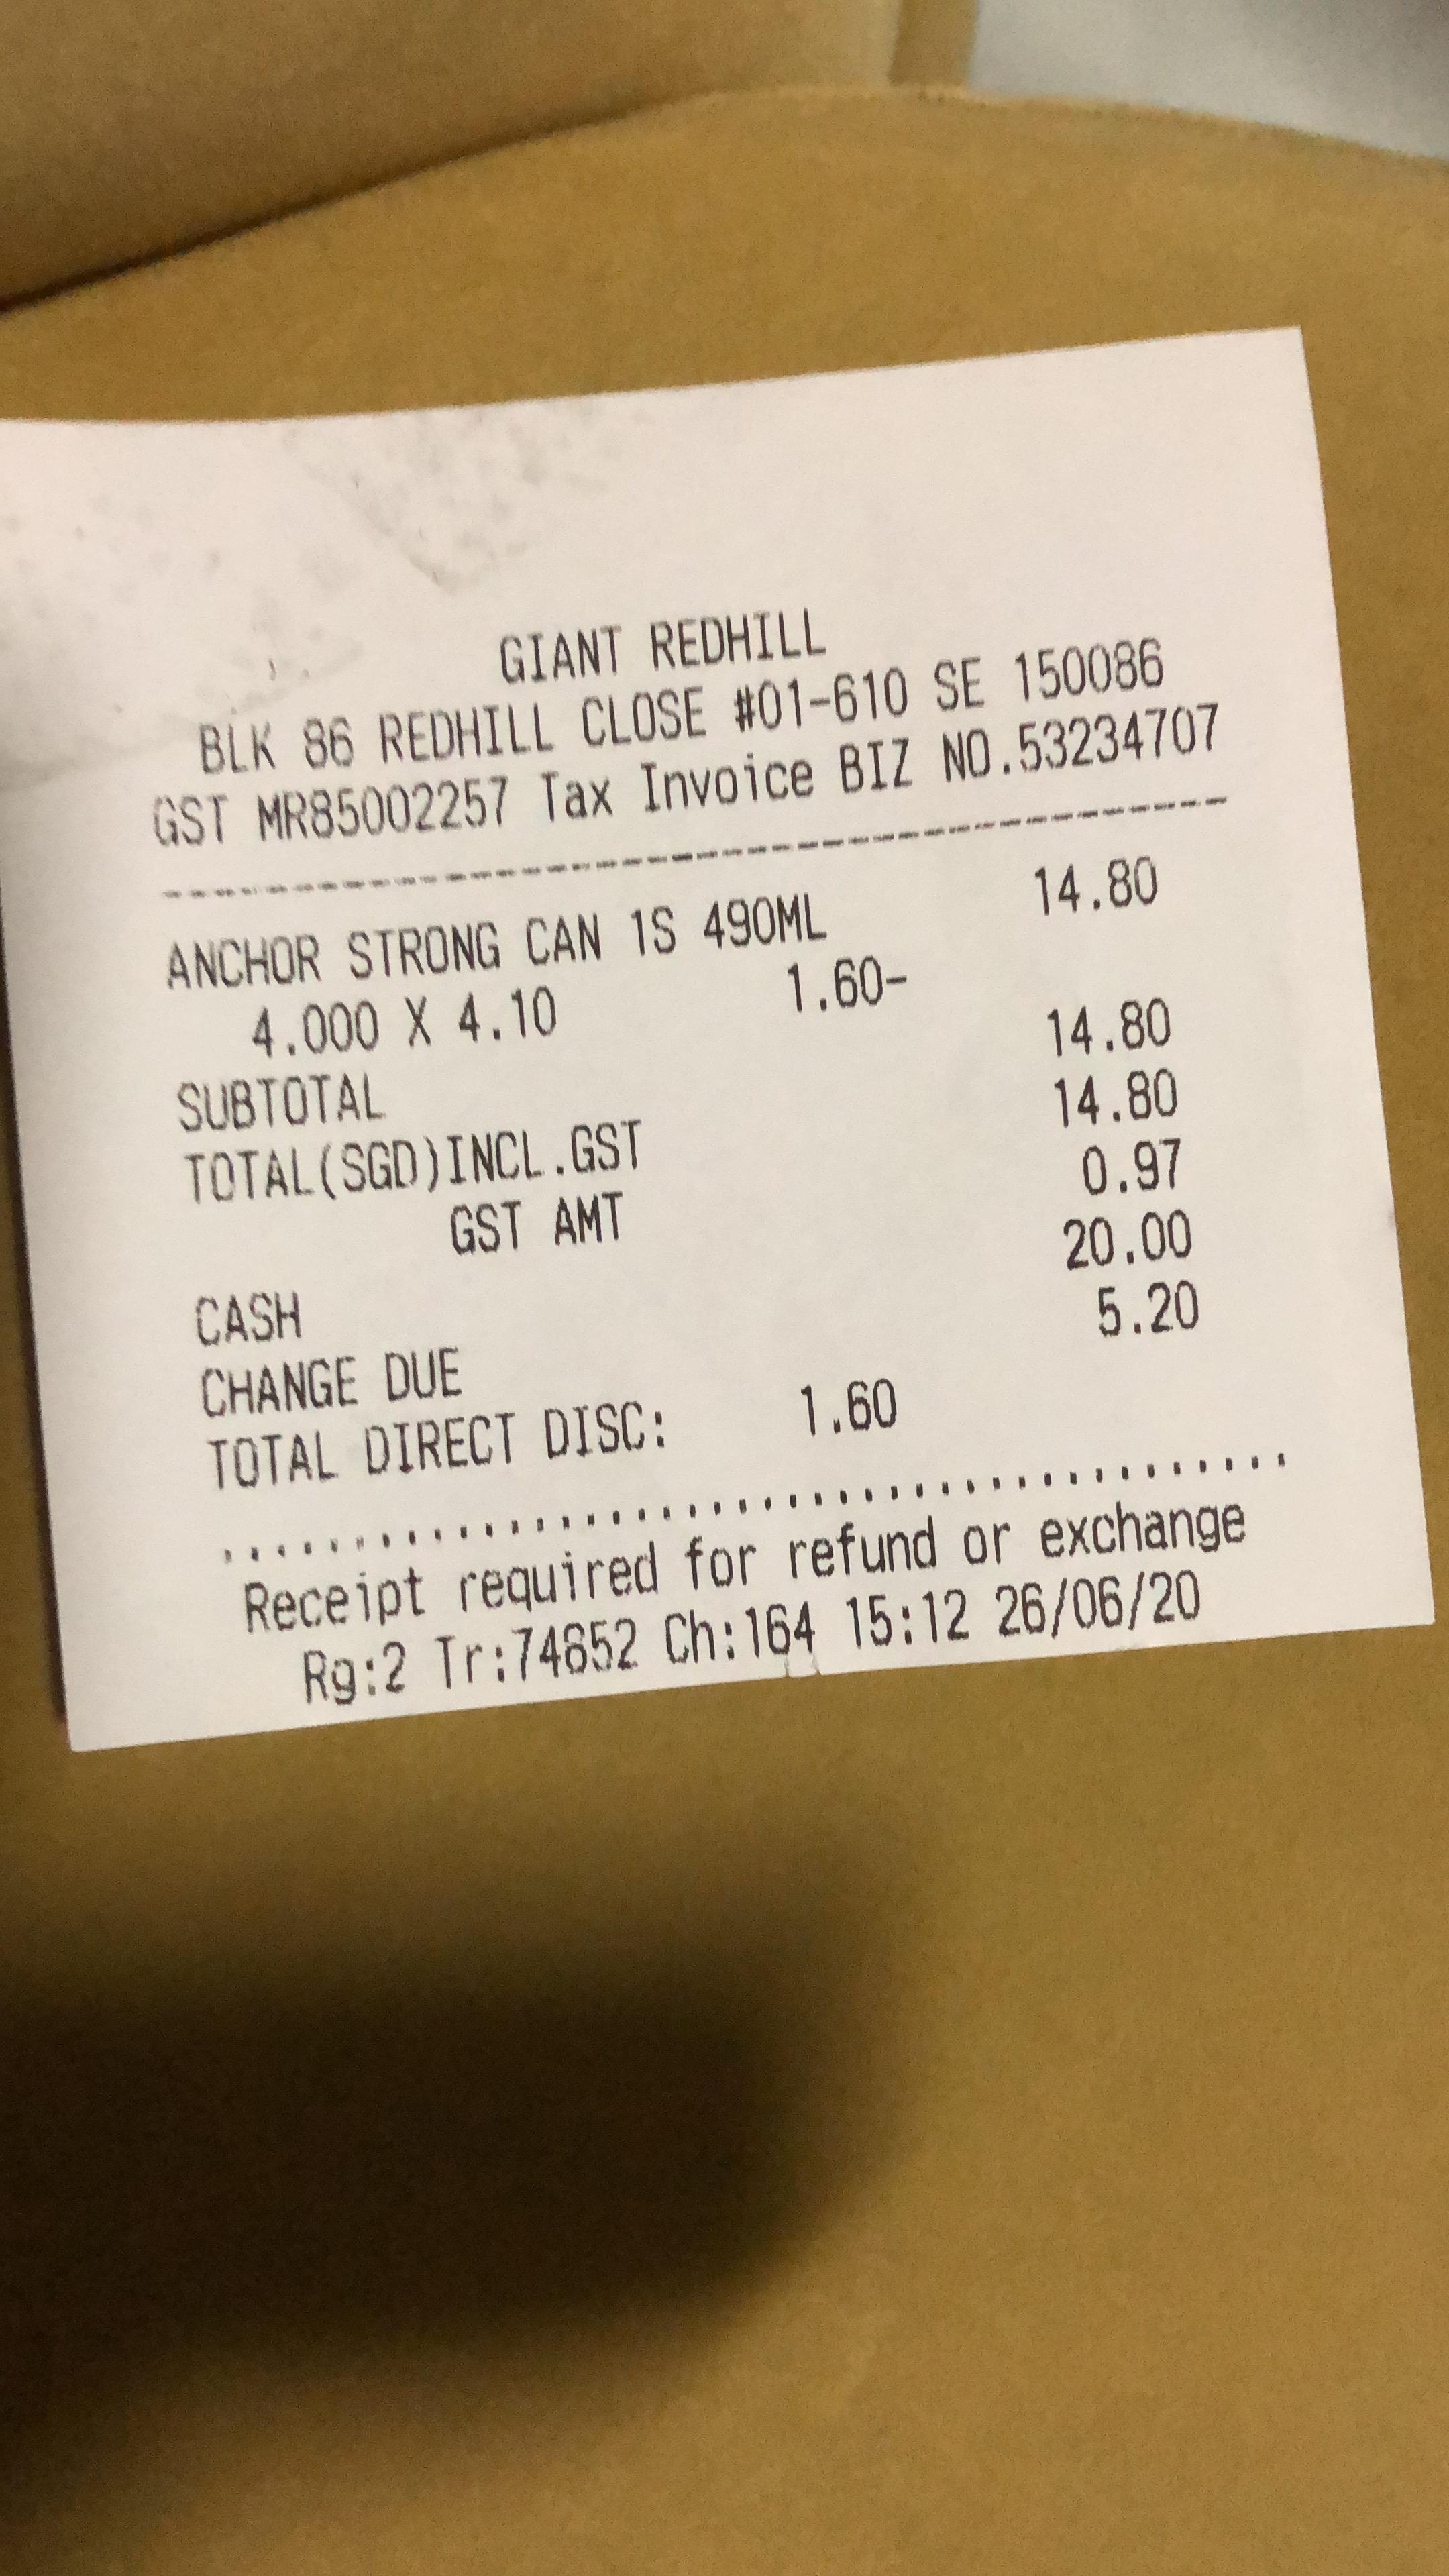 GIANT REDHILL
BLK 86 REDHILL CLOSE #01-610 SE 150086
GST MR85002257 Tax Invoice BIZ NO.53234707
------------------------------------------
ANCHOR STRONG CAN 1S 490ML 14.80
4.000 X 4.10 1.60-
SUBTOTAL 14.80
TOTAL(SGD)INCL.GST 14.80
GST AMT 0.97
CASH 20.00
CHANGE DUE 5.20
TOTAL DIRECT DISC: 1.60
..........................................
Receipt required for refund or exchange
Rg:2 Tr:74652 Ch:164 15:12 26/06/20